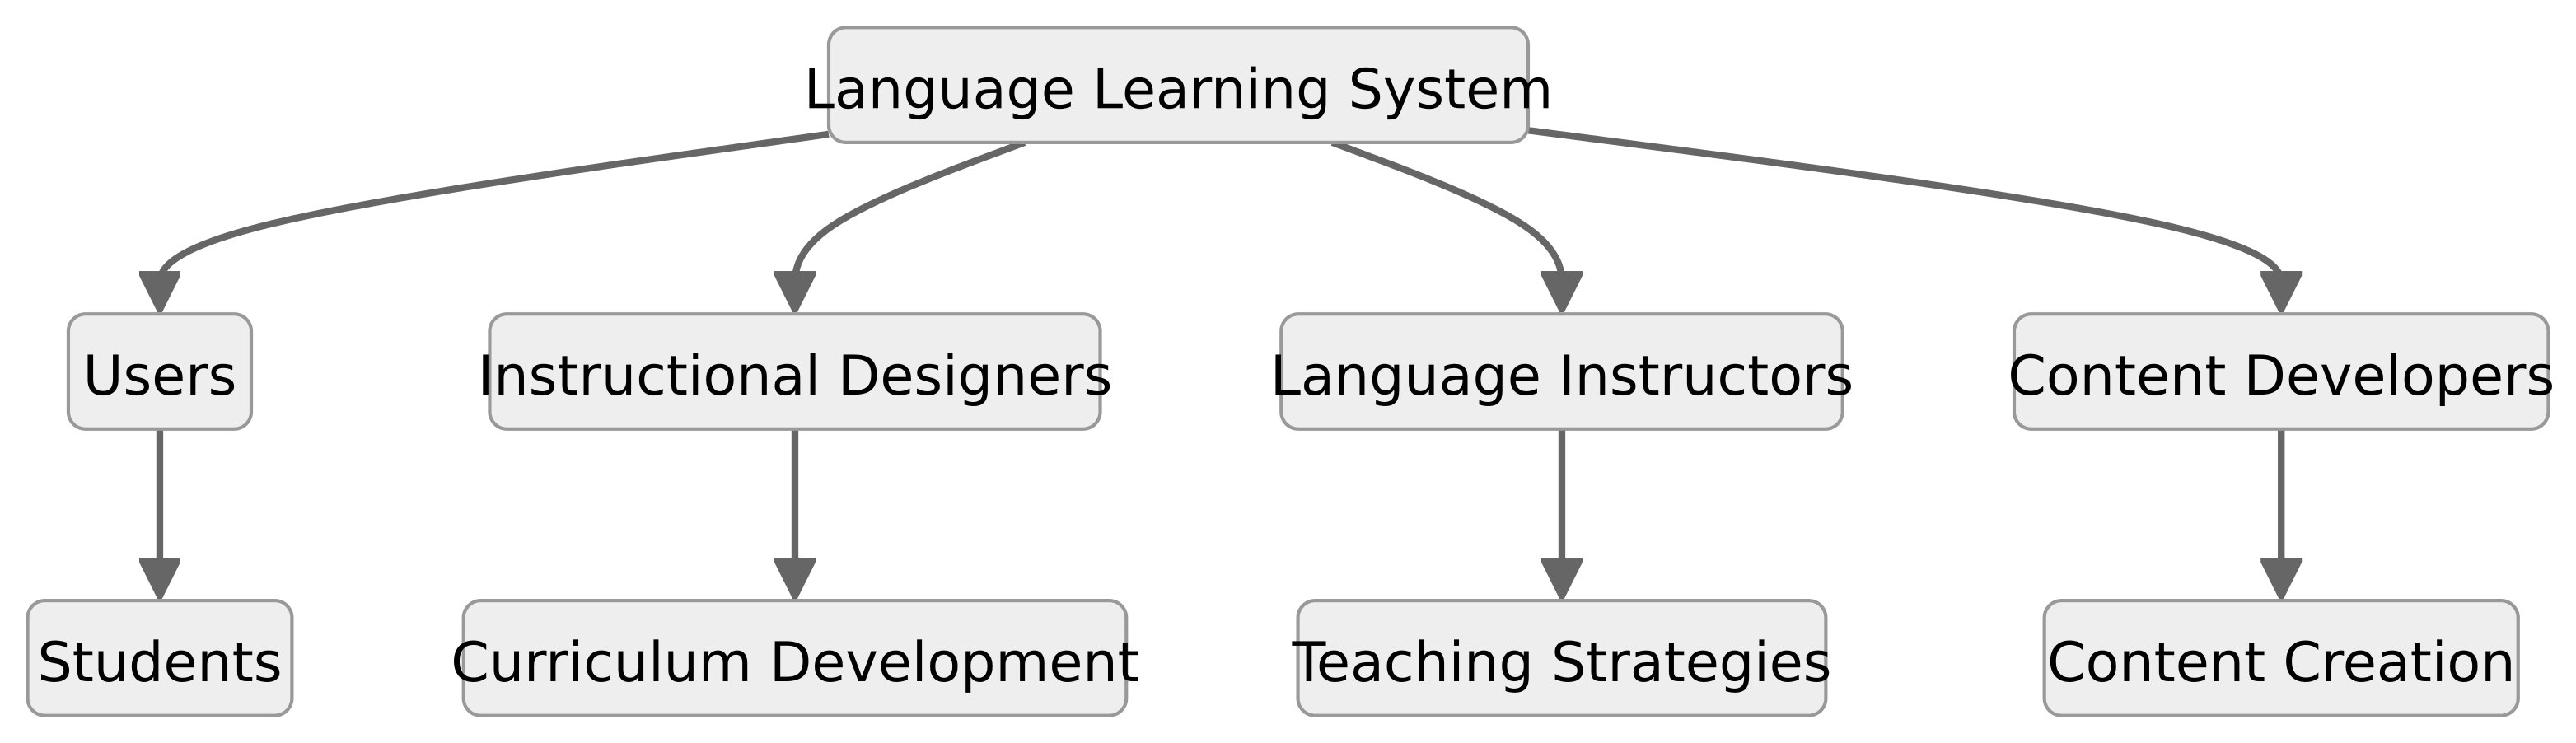 Language Learning System
Users
Instructional Designers
Language Instructors
Content Developers
Students
Curriculum Development
Teaching Strategies
Content Creation